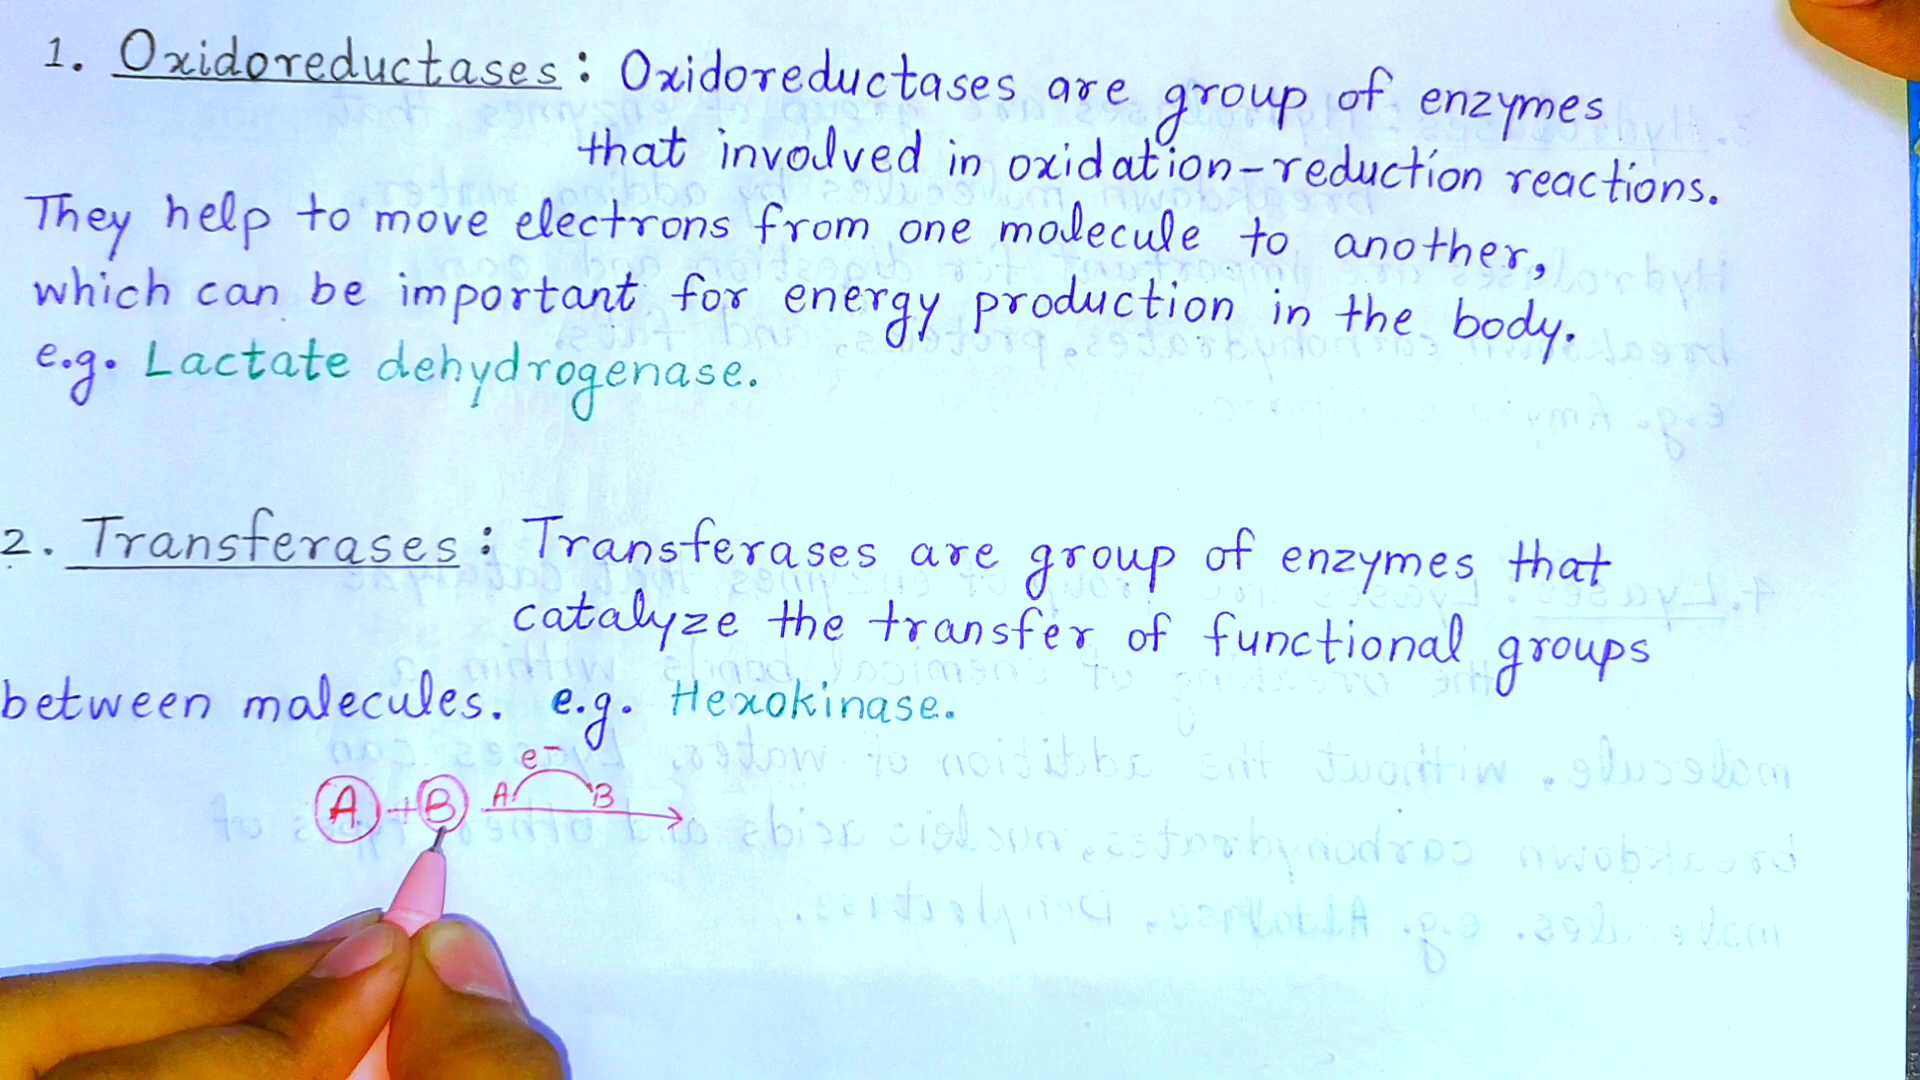 1. Oxidoreductases : Oxidoreductases are group of enzymes
that involved in oxidation-reduction reactions.
They help to move electrons from one molecule to another,
which can be important for energy production in the body.
e.g. Lactate dehydrogenase.
2. Transferases : Transferases are group of enzymes that
catalyze the transfer of functional groups
between malecules. e.g. Hexokinase.
e⁻
A + B A B